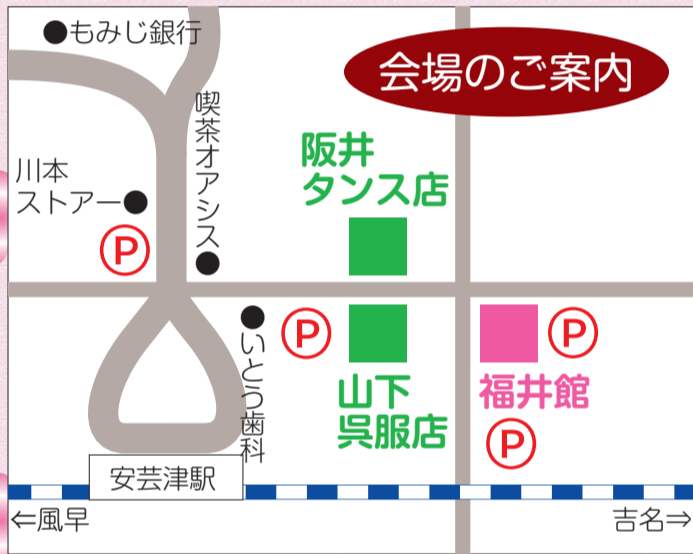 ●もみじ銀行
会場のご案内
喫茶オアシス●
阪井
タンス店
川本
ストアー●
P
●いとう歯科
P
P
山下
呉服店
福井館
P
安芸津駅
⇐風早
吉名⇒